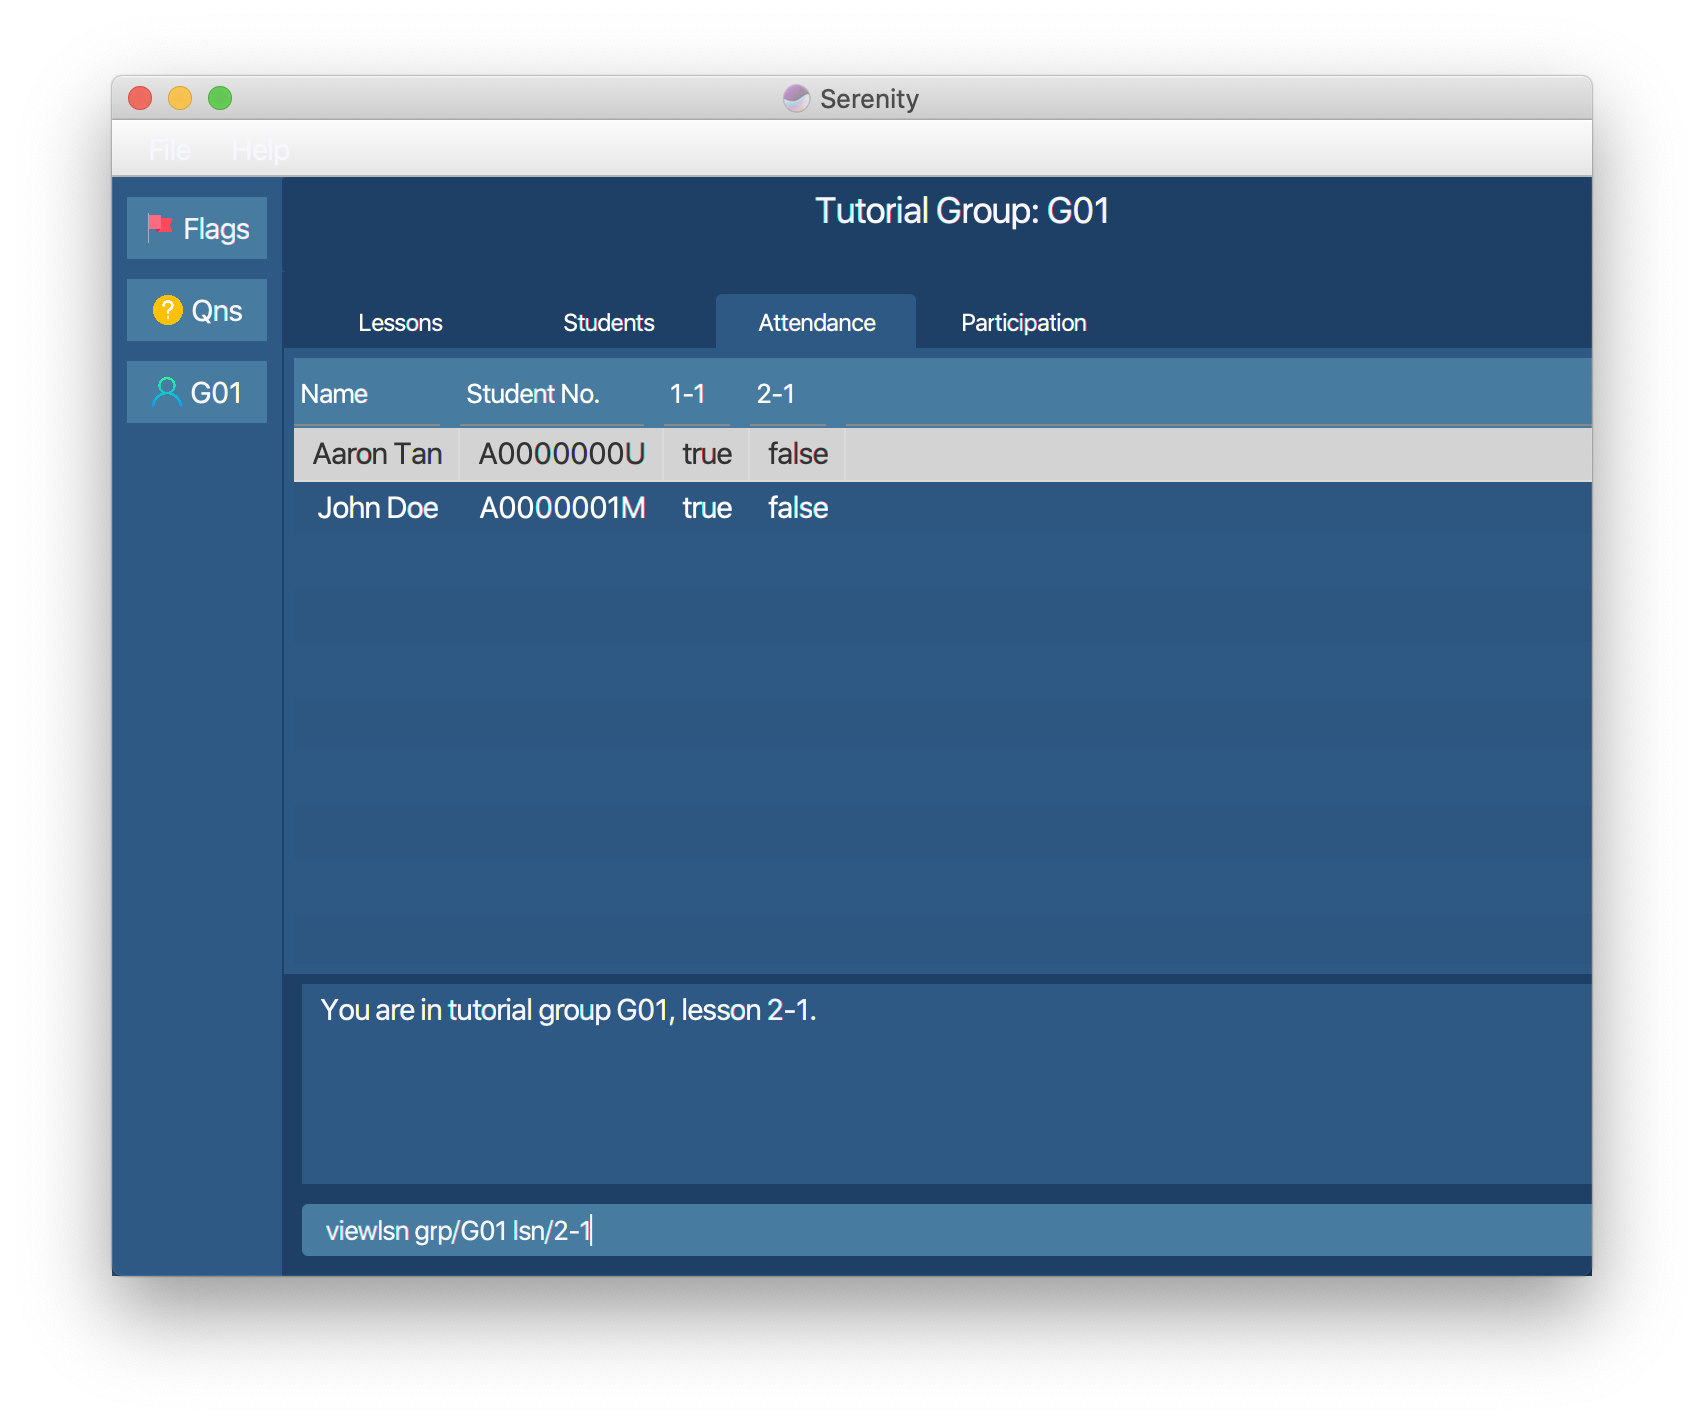 Serenity
File Help
Flags
Qns
G01
Tutorial Group: G01
Lessons Students Attendance Participation
Name Student No. 1-1 2-1
Aaron Tan A0000000U true false
John Doe A0000001M true false
You are in tutorial group G01, lesson 2-1.
viewlsn grp/G01 lsn/2-1